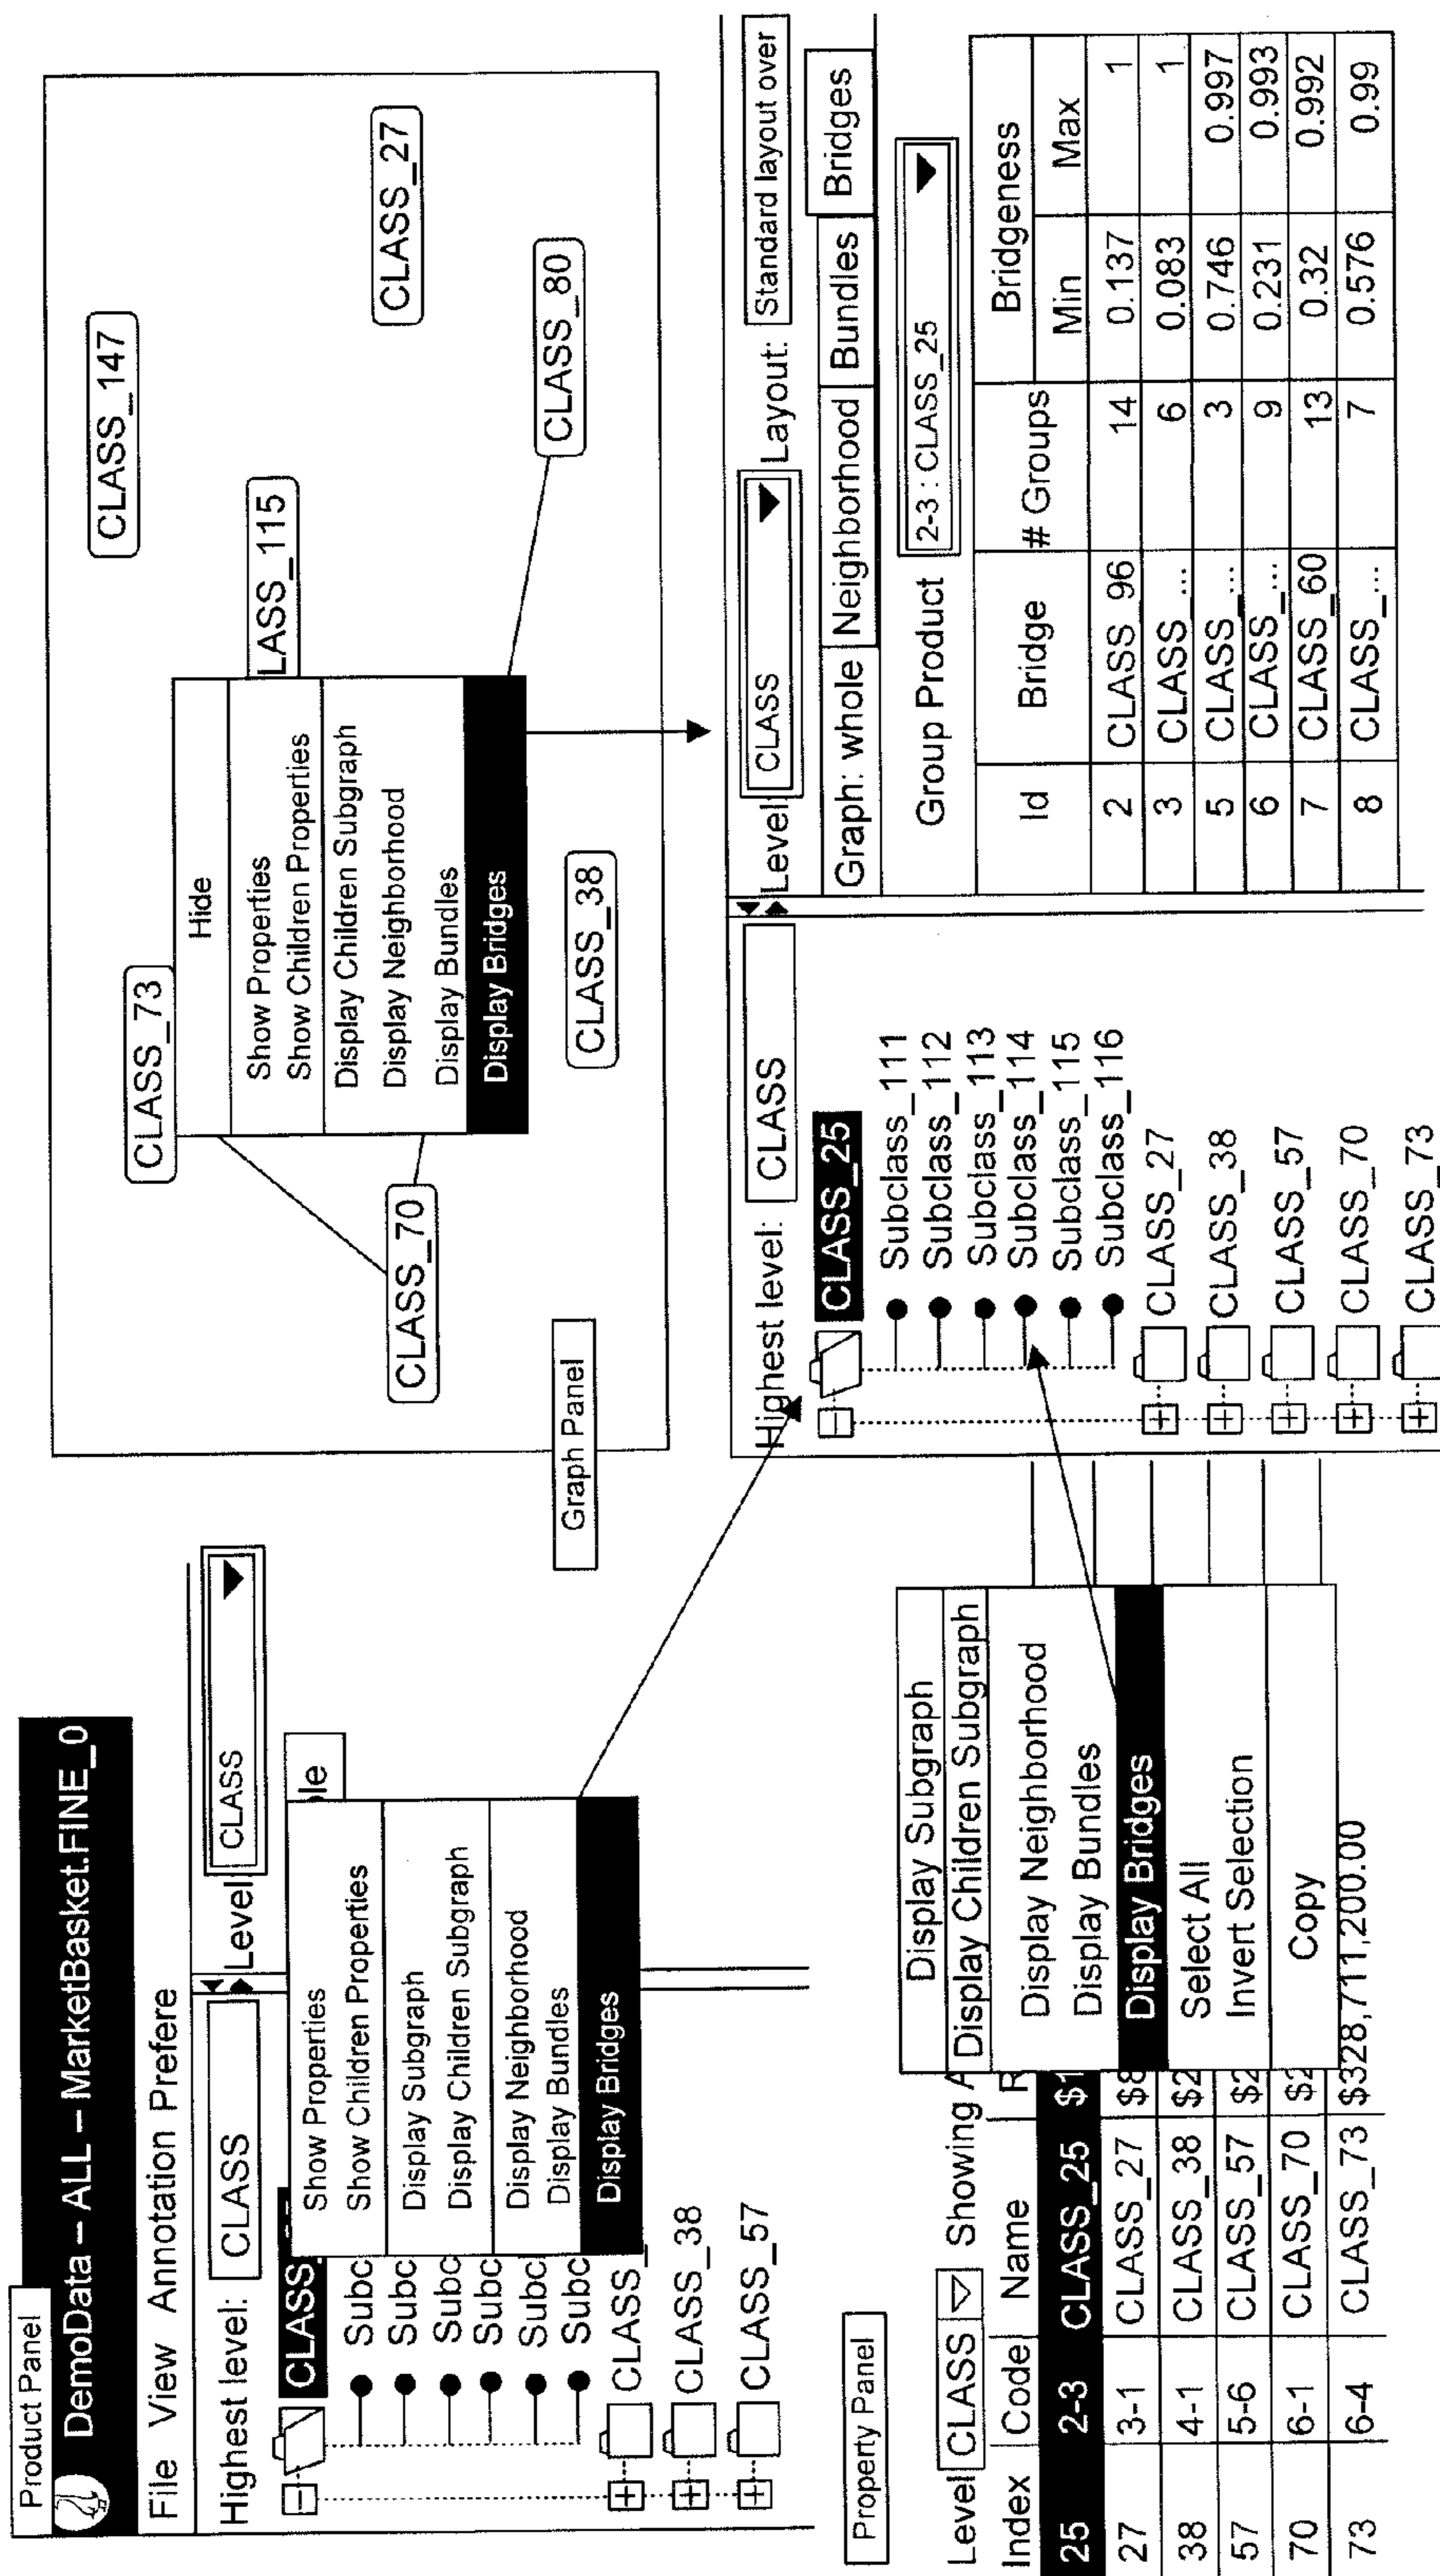 Product Panel
DemoData – ALL – MarketBasket.FINE_0
File View Annotation Prefere
Highest level: CLASS Level CLASS
CLASS_
Subc
Subc
Subc
Subc
Subc
Subc
CLASS_
CLASS_38
CLASS_57
le
Show Properties
Show Children Properties
Display Subgraph
Display Children Subgraph
Display Neighborhood
Display Bundles
Display Bridges
Graph Panel
CLASS_73
CLASS_147
LASS_115
CLASS_27
CLASS_70
CLASS_80
CLASS_38
Hide
Show Properties
Show Children Properties
Display Children Subgraph
Display Neighborhood
Display Bundles
Display Bridges
Property Panel
Level CLASS Showing A
Index Code Name R
25 2-3 CLASS_25 $1
27 3-1 CLASS_27 $8
38 4-1 CLASS_38 $2
57 5-6 CLASS_57 $2
70 6-1 CLASS_70 $2
73 6-4 CLASS_73 $328,711,200.00
Display Subgraph
Display Children Subgraph
Display Neighborhood
Display Bundles
Display Bridges
Select All
Invert Selection
Copy
Highest level: CLASS
CLASS_25
Subclass_111
Subclass_112
Subclass_113
Subclass_114
Subclass_115
Subclass_116
CLASS_27
CLASS_38
CLASS_57
CLASS_70
CLASS_73
Level CLASS Layout: Standard layout over
Graph: whole Neighborhood Bundles Bridges
Group Product 2-3 : CLASS_25
Id Bridge # Groups Bridgeness
Min Max
2 CLASS_96 14 0.137 1
3 CLASS_... 6 0.083 1
5 CLASS_... 3 0.746 0.997
6 CLASS_... 9 0.231 0.993
7 CLASS_60 13 0.32 0.992
8 CLASS_... 7 0.576 0.99